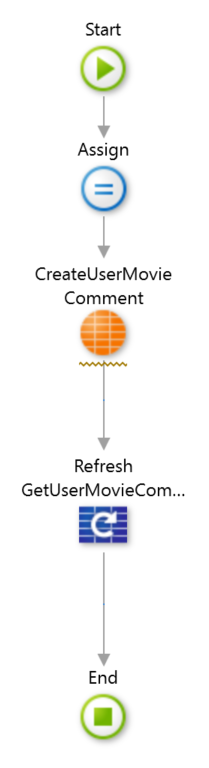 Start
Assign
CreateUserMovie
Comment
Refresh
GetUserMovieCom...
End